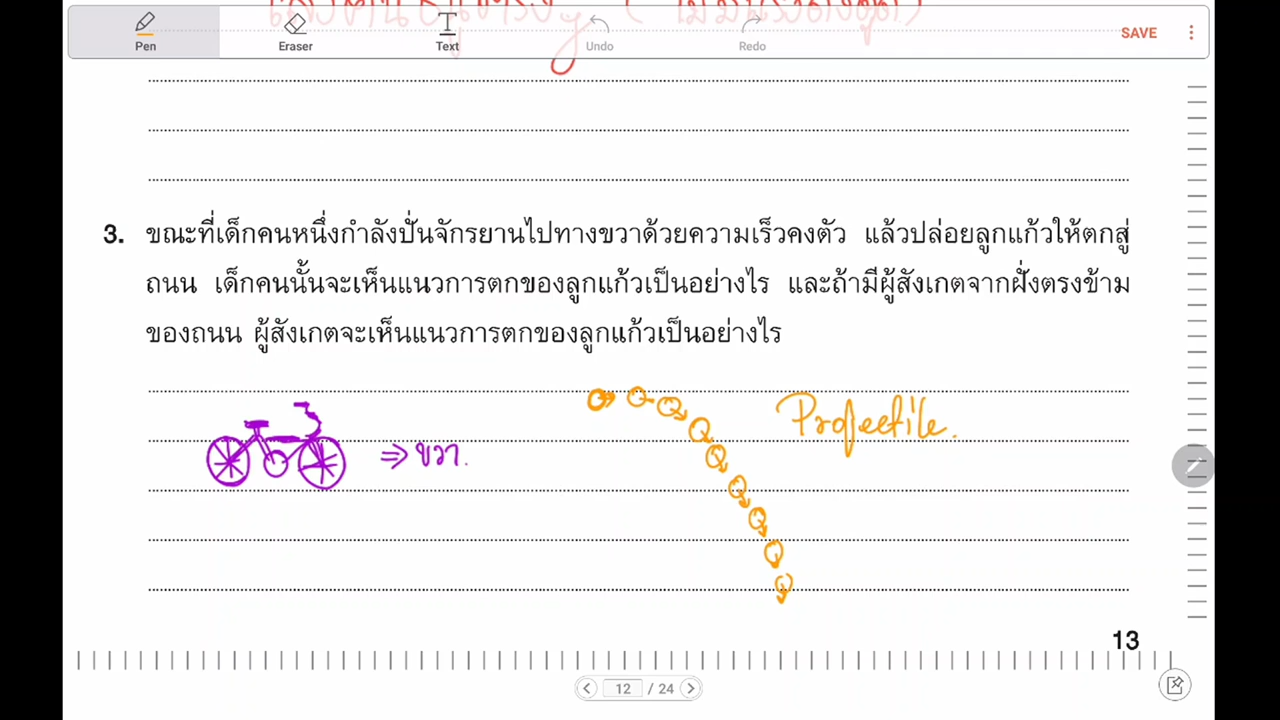 Pen
Eraser
Text
Undo
Redo
SAVE
3. ขณะที่เด็กคนหนึ่งกำลังปั่นจักรยานไปทางขวาด้วยความเร็วคงตัว แล้วปล่อยลูกแก้วให้ตกสู่
ถนน เด็กคนนั้นจะเห็นแนวการตกของลูกแก้วเป็นอย่างไร และถ้ามีผู้สังเกตจากฝั่งตรงข้าม
ของถนน ผู้สังเกตจะเห็นแนวการตกของลูกแก้วเป็นอย่างไร
Projectile.
⇒ ขวา.
13
12 / 24